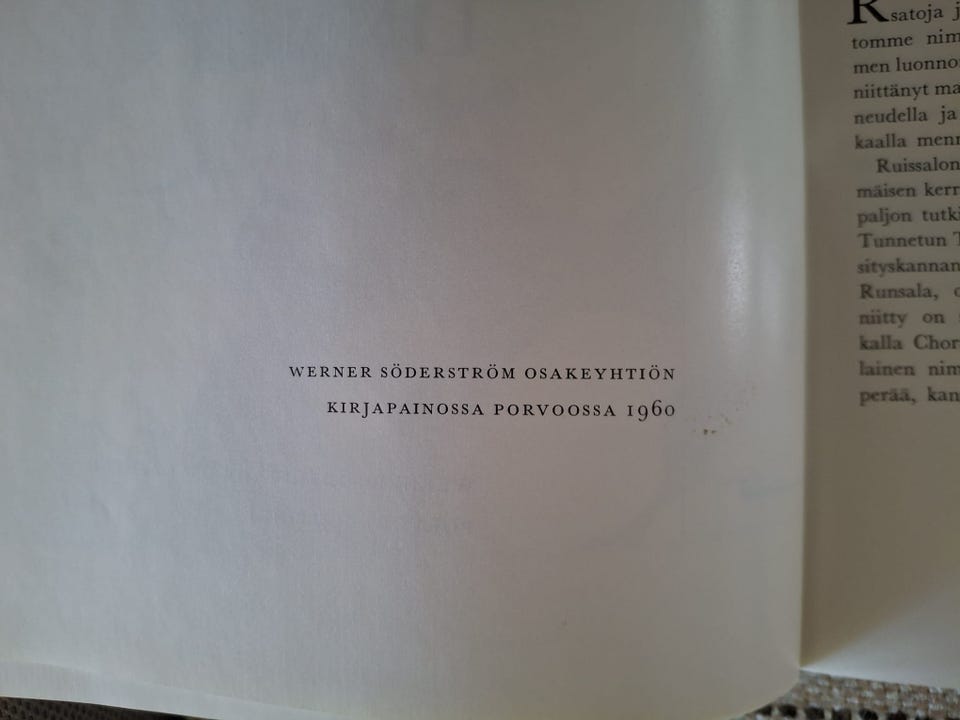 WERNER SÖDERSTRÖM OSAKEYHTIÖN
KIRJAPAINOSSA PORVOOSSA 1960
satoja
tomme
men
niittänyt
neudella ja
kaalla
Ruissalon
mäisen
paljon
Tunnetun
sityskannan
Runsala,
niitty on
kalla
lainen
perää,